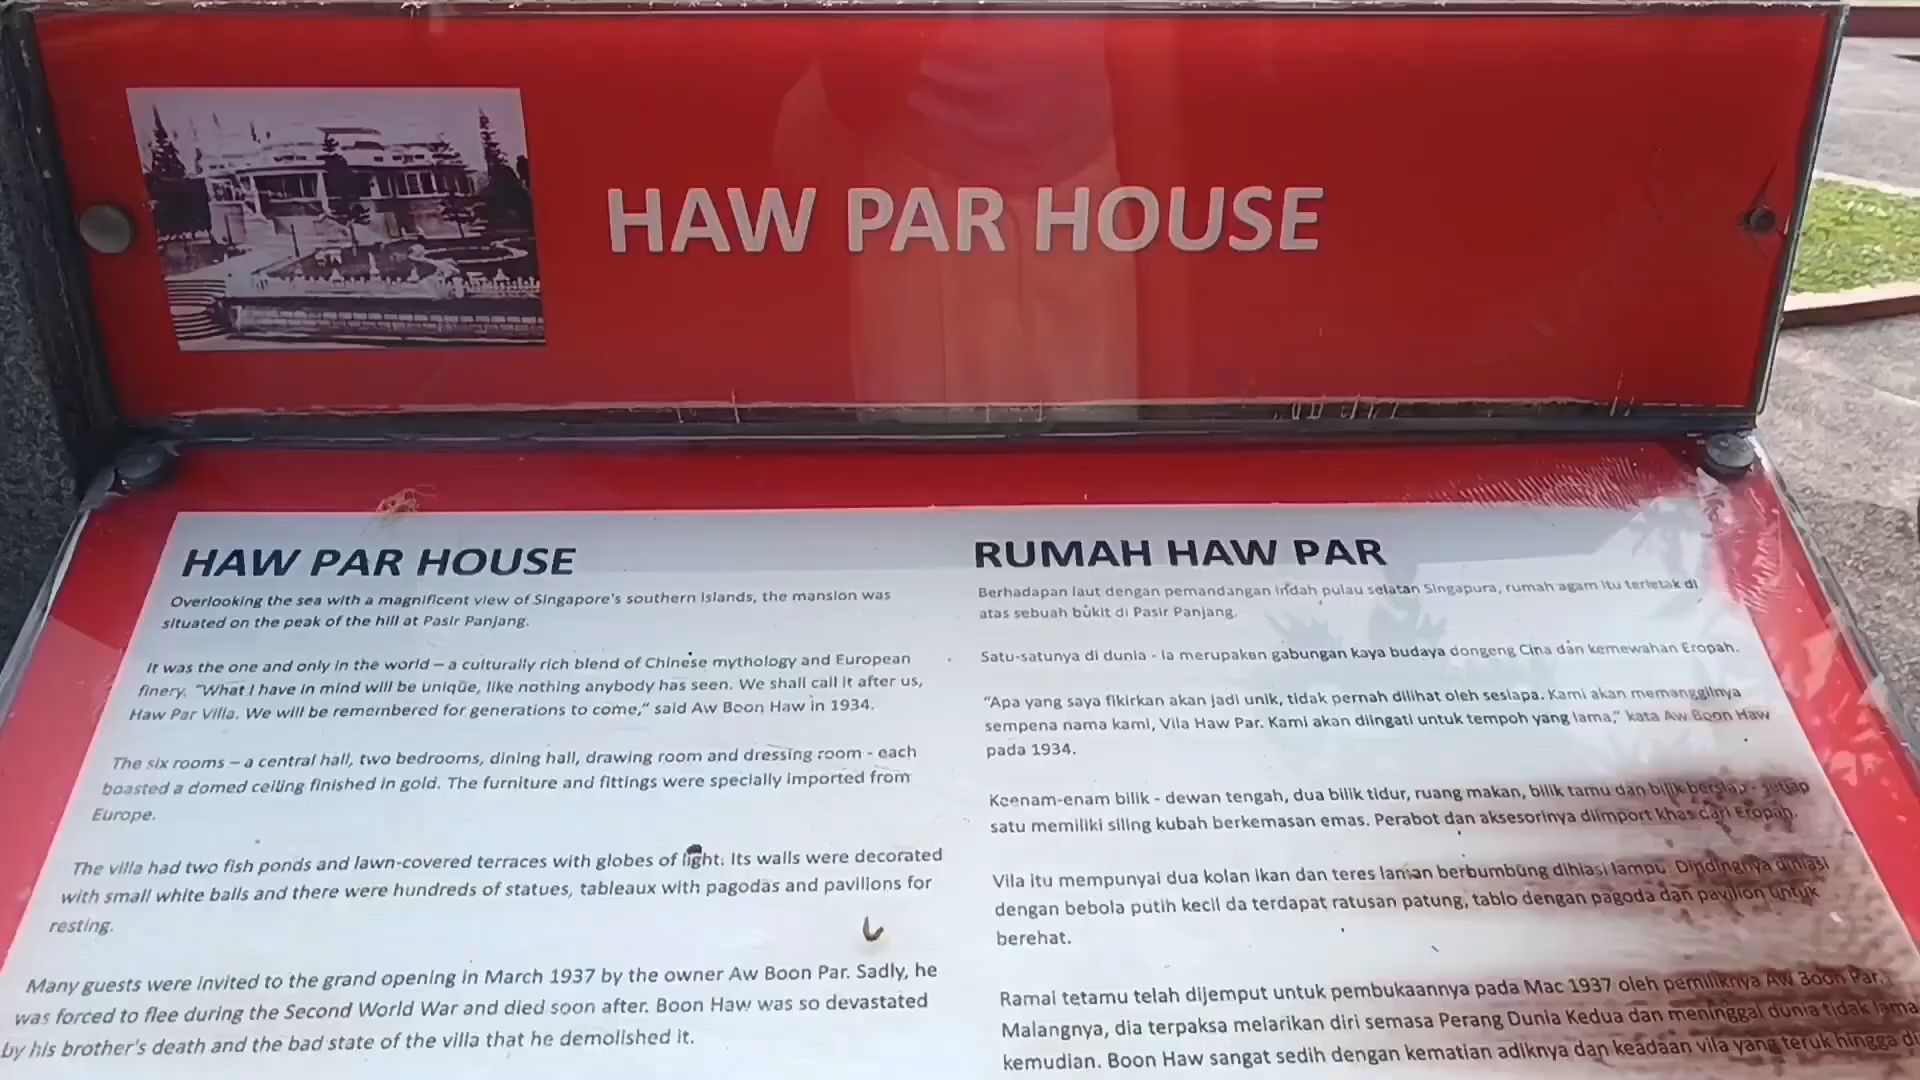 HAW PAR HOUSE
HAW PAR HOUSE
Overlooking the sea with a magnificent view of Singapore's southern islands, the mansion was
situated on the peak of the hill at Pasir Panjang.
It was the one and only in the world – a culturally rich blend of Chinese mythology and European
finery. "What I have in mind will be unique, like nothing anybody has seen. We shall call it after us,
Haw Par Villa. We will be remembered for generations to come," said Aw Boon Haw in 1934.
The six rooms – a central hall, two bedrooms, dining hall, drawing room and dressing room - each
boasted a domed ceiling finished in gold. The furniture and fittings were specially imported from
Europe.
The villa had two fish ponds and lawn-covered terraces with globes of light. Its walls were decorated
with small white balls and there were hundreds of statues, tableaux with pagodas and pavilions for
resting.
Many guests were invited to the grand opening in March 1937 by the owner Aw Boon Par. Sadly, he
was forced to flee during the Second World War and died soon after. Boon Haw was so devastated
by his brother's death and the bad state of the villa that he demolished it.
RUMAH HAW PAR
Berhadapan laut dengan pemandangan indah pulau selatan Singapura, rumah agam itu terletak di
atas sebuah bukit di Pasir Panjang.
Satu-satunya di dunia - ia merupakan gabungan kaya budaya dongeng Cina dan kemewahan Eropah.
"Apa yang saya fikirkan akan jadi unik, tidak pernah dilihat oleh sesiapa. Kami akan memanggilnya
sempena nama kami, Vila Haw Par. Kami akan diingati untuk tempoh yang lama," kata Aw Boon Haw
pada 1934.
Keenam-enam bilik - dewan tengah, dua bilik tidur, ruang makan, bilik tamu dan bilik bersiap - setiap
satu memiliki siling kubah berkemasan emas. Perabot dan aksesorinya diimport khas dari Eropah.
Vila itu mempunyai dua kolan ikan dan teres laman berbumbung dihiasi lampu. Dindingnya dihiasi
dengan bebola putih kecil da terdapat ratusan patung, tablo dengan pagoda dan pavilion untuk
berehat.
Ramai tetamu telah dijemput untuk pembukaannya pada Mac 1937 oleh pemiliknya Aw Boon Par.
Malangnya, dia terpaksa melarikan diri semasa Perang Dunia Kedua dan meninggal dunia tidak lama
kemudian. Boon Haw sangat sedih dengan kematian adiknya dan keadaan vila yang teruk hingga